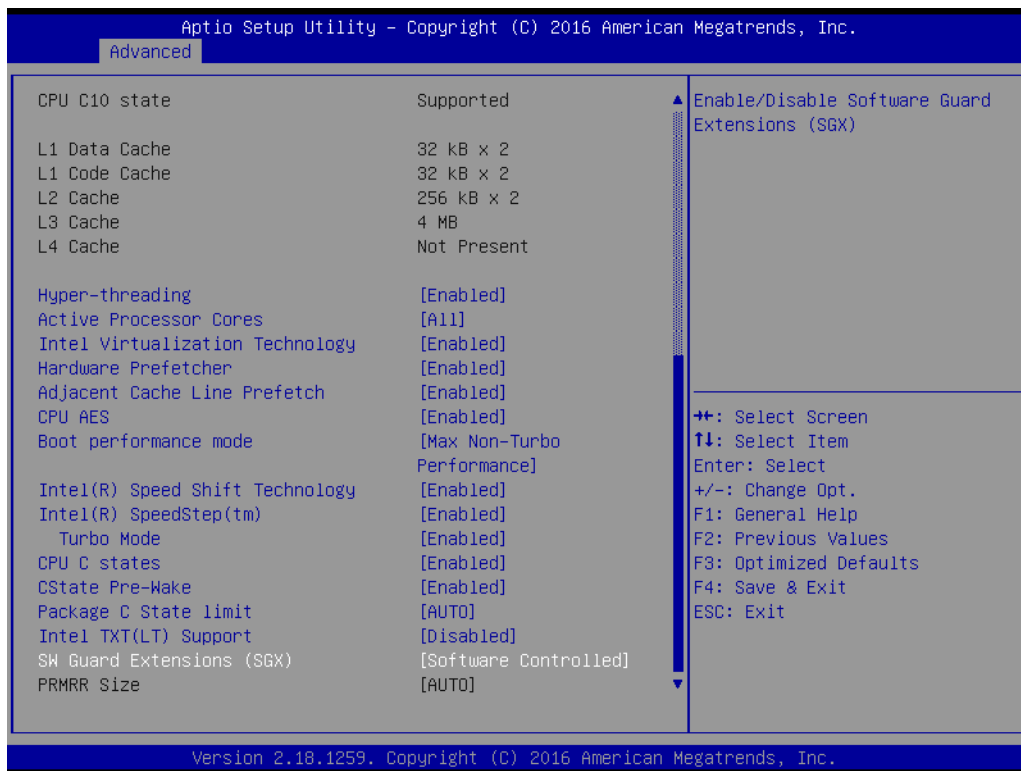 Aptio Setup Utility – Copyright (C) 2016 American Megatrends, Inc.
Advanced
CPU C10 state Supported
L1 Data Cache 32 kB x 2
L1 Code Cache 32 kB x 2
L2 Cache 256 kB x 2
L3 Cache 4 MB
L4 Cache Not Present
Hyper-threading [Enabled]
Active Processor Cores [All]
Intel Virtualization Technology [Enabled]
Hardware Prefetcher [Enabled]
Adjacent Cache Line Prefetch [Enabled]
CPU AES [Enabled]
Boot performance mode [Max Non-Turbo
Performance]
Intel(R) Speed Shift Technology [Enabled]
Intel(R) SpeedStep(tm) [Enabled]
Turbo Mode [Enabled]
CPU C states [Enabled]
CState Pre-Wake [Enabled]
Package C State limit [AUTO]
Intel TXT(LT) Support [Disabled]
SW Guard Extensions (SGX) [Software Controlled]
PRMRR Size [AUTO]
Enable/Disable Software Guard
Extensions (SGX)
→←: Select Screen
↑↓: Select Item
Enter: Select
+/-: Change Opt.
F1: General Help
F2: Previous Values
F3: Optimized Defaults
F4: Save & Exit
ESC: Exit
Version 2.18.1259. Copyright (C) 2016 American Megatrends, Inc.